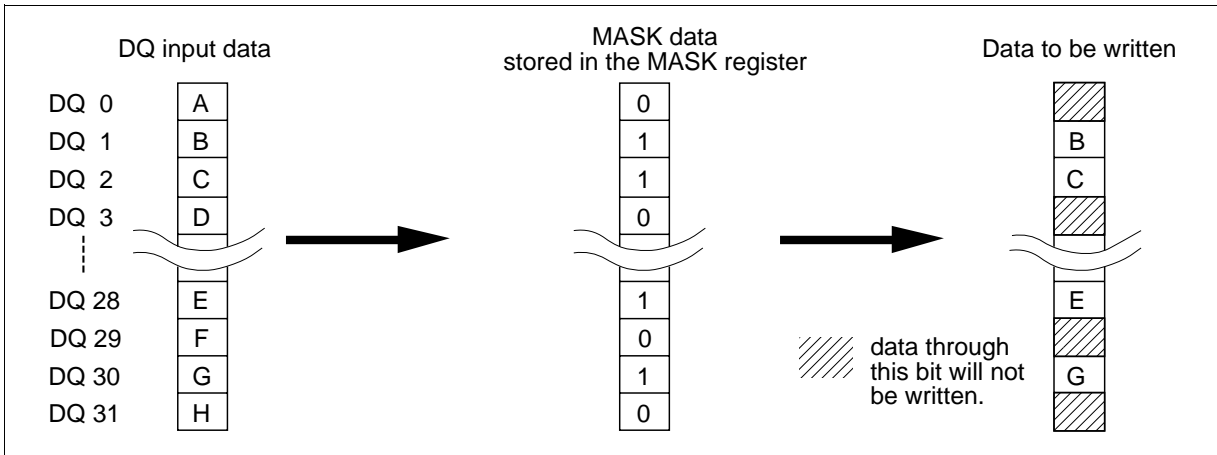 DQ input data
MASK data
stored in the MASK register
Data to be written
DQ 0 A 0
DQ 1 B 1 B
DQ 2 C 1 C
DQ 3 D 0
DQ 28 E 1 E
DQ 29 F 0
DQ 30 G 1 G
DQ 31 H 0
data through
this bit will not
be written.